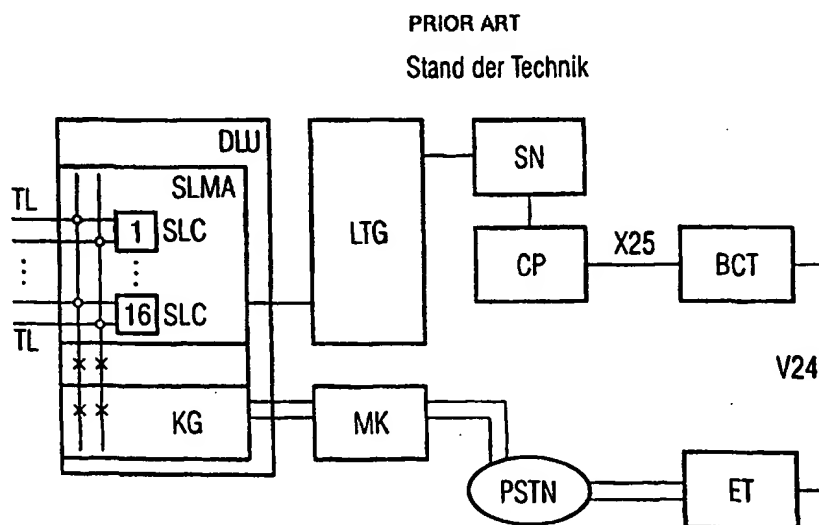 PRIOR ART
Stand der Technik
DLU
SLMA
TL
1 SLC
16 SLC
TL
KG
LTG
SN
CP
X25
BCT
V24
MK
PSTN
ET